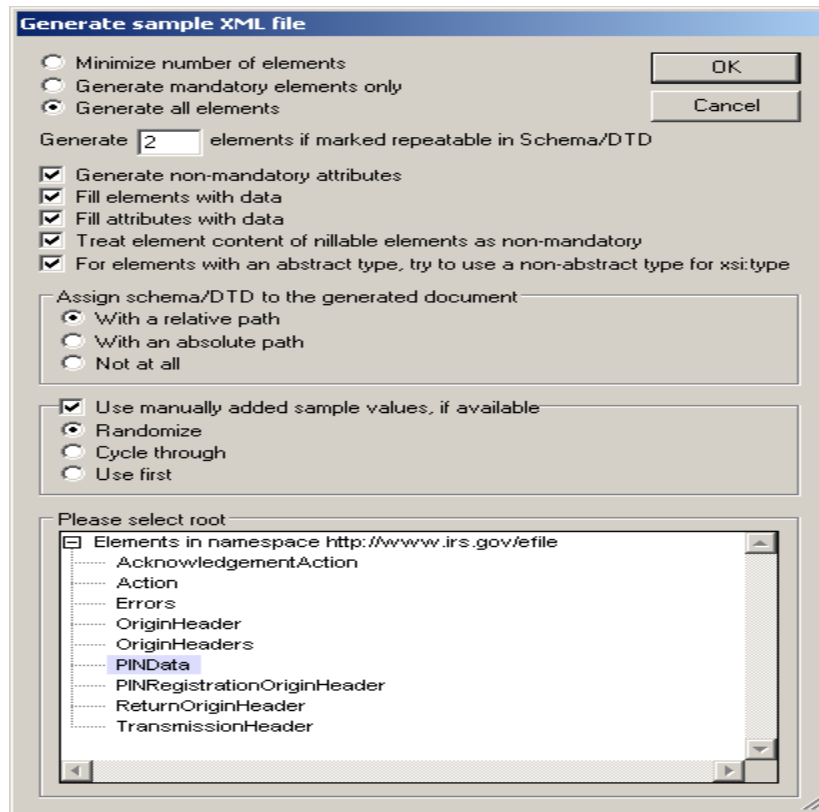 Generate sample XML file
Minimize number of elements
Generate mandatory elements only
Generate all elements
OK
Cancel
Generate 2 elements if marked repeatable in Schema/DTD
Generate non-mandatory attributes
Fill elements with data
Fill attributes with data
Treat element content of nillable elements as non-mandatory
For elements with an abstract type, try to use a non-abstract type for xsi:type
Assign schema/DTD to the generated document
With a relative path
With an absolute path
Not at all
Use manually added sample values, if available
Randomize
Cycle through
Use first
Please select root
Elements in namespace http://www.irs.gov/efile
AcknowledgementAction
Action
Errors
OriginHeader
OriginHeaders
PINData
PINRegistrationOriginHeader
ReturnOriginHeader
TransmissionHeader